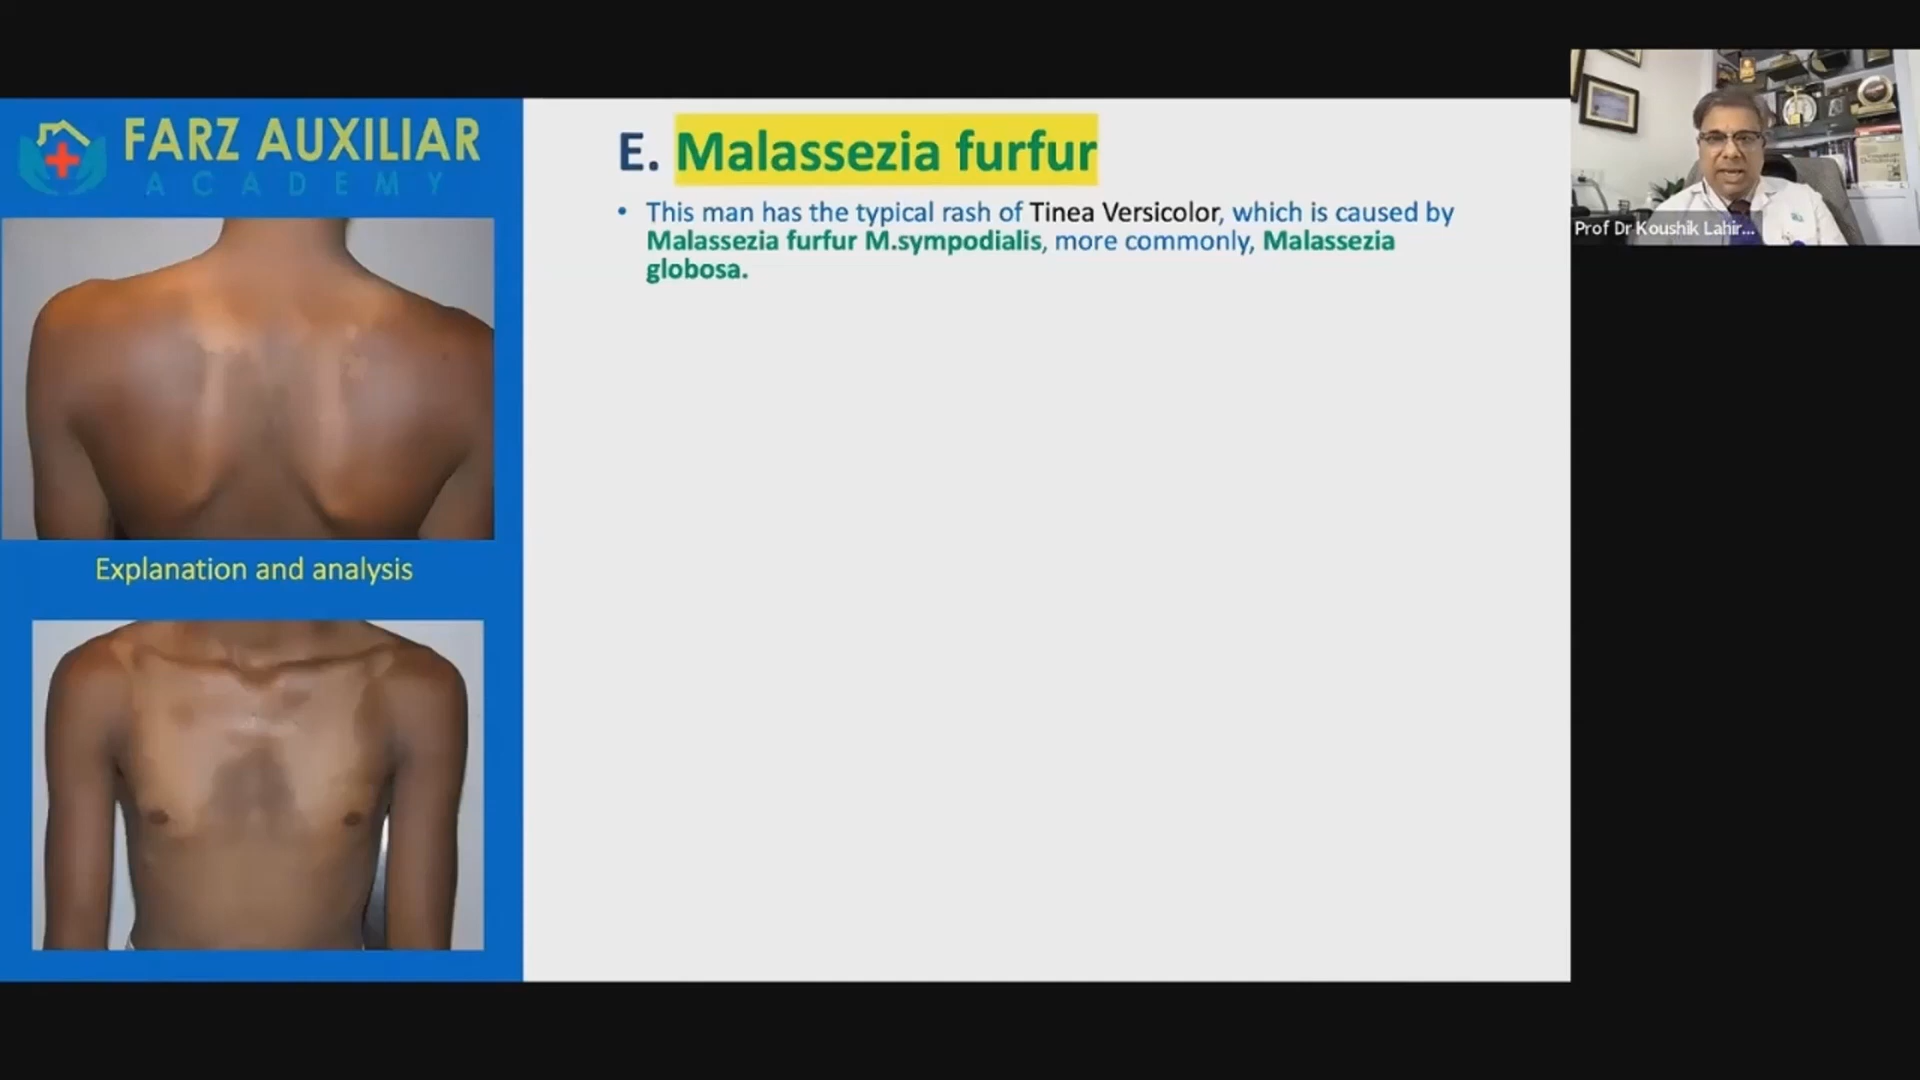 FARZ AUXILIAR
ACADEMY
Explanation and analysis
E. Malassezia furfur
• This man has the typical rash of Tinea Versicolor, which is caused by
Malassezia furfur M.sympodialis, more commonly, Malassezia
globosa.
Prof Dr Koushik Lahir...